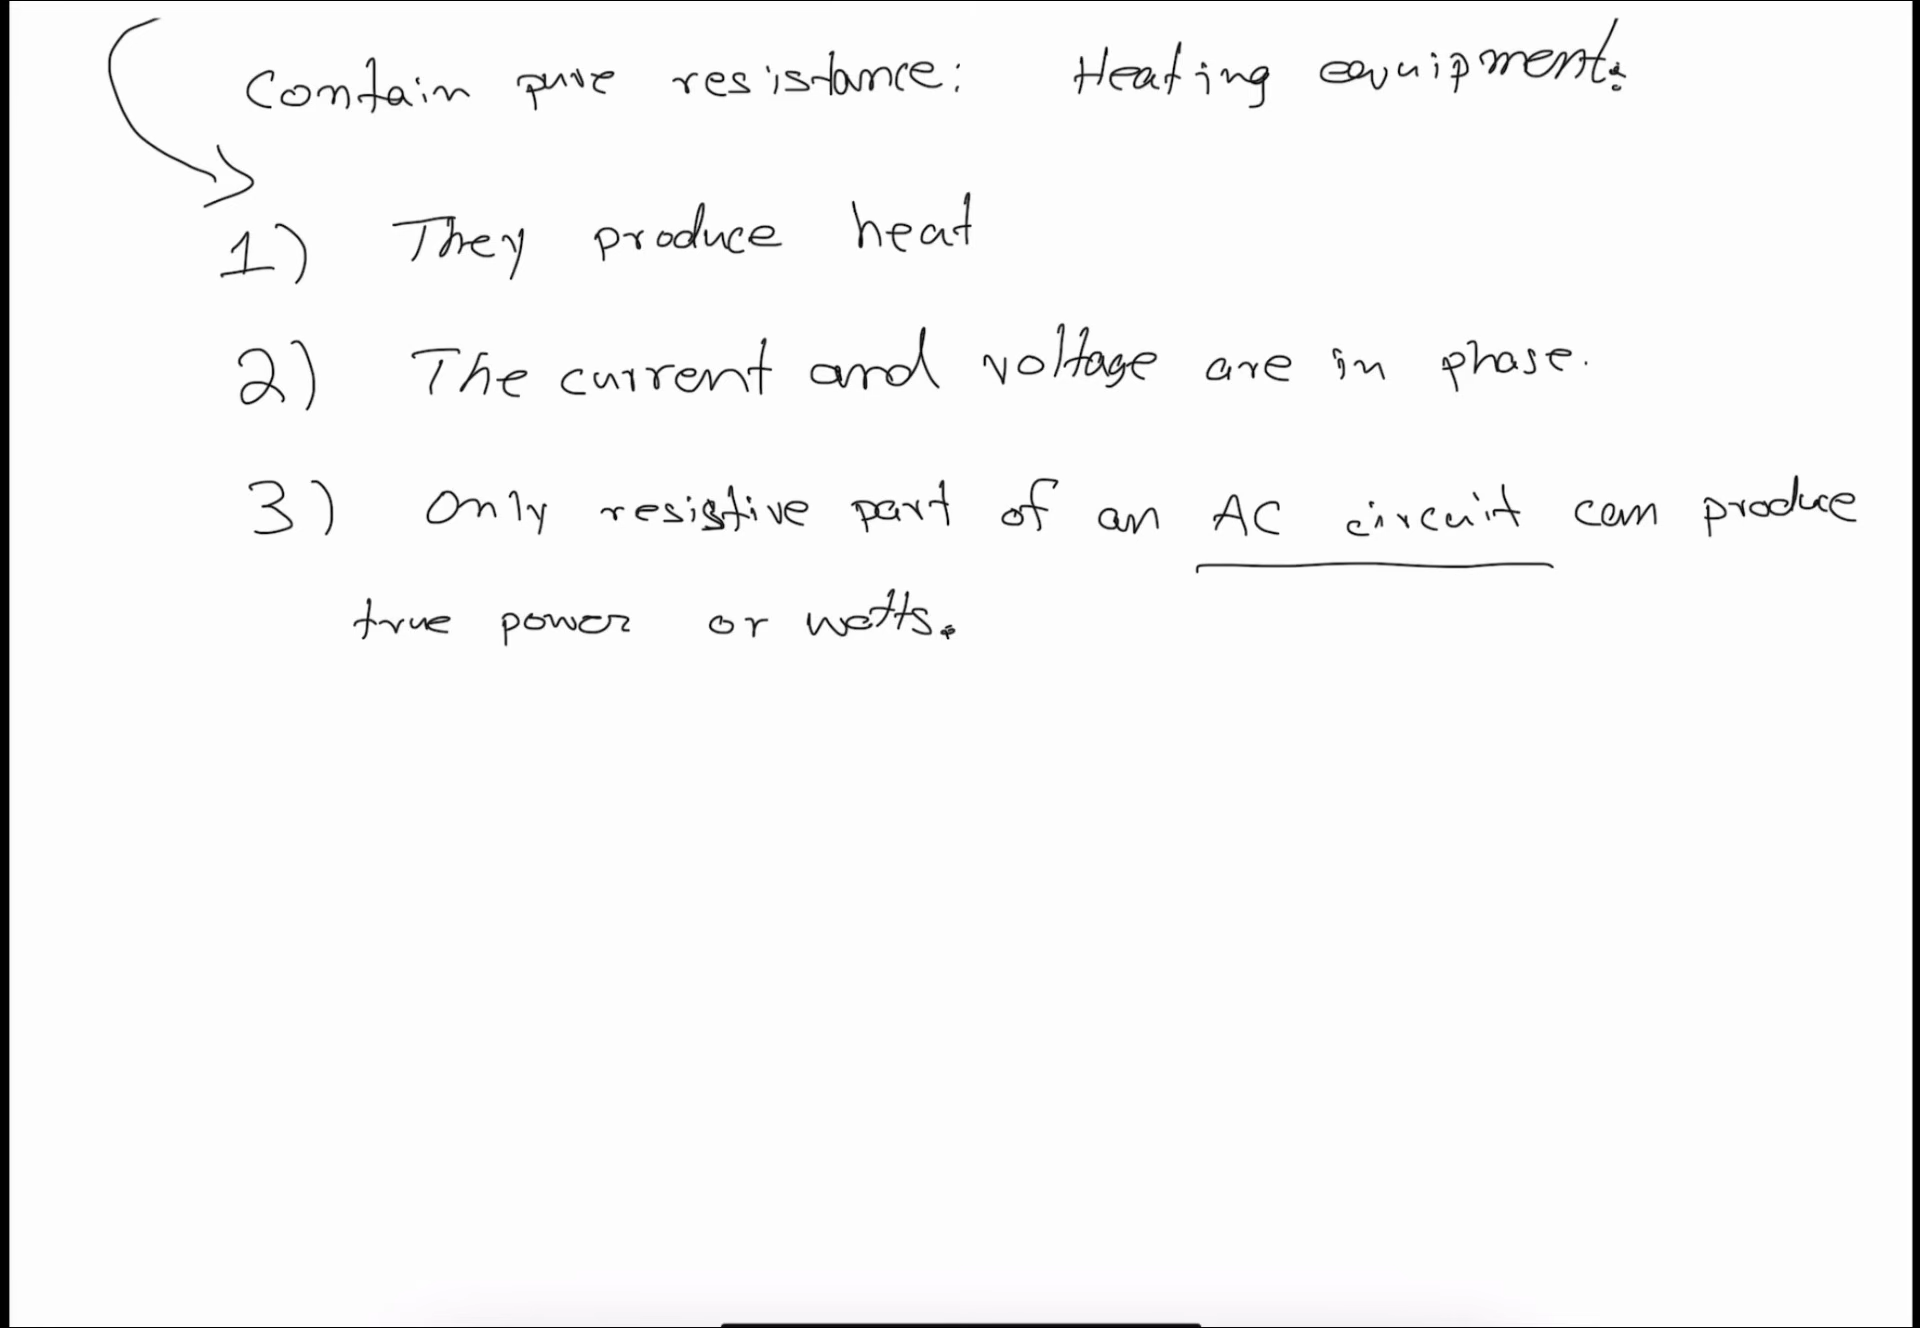 Contain pure resistance: Heating equipment.
1) They produce heat
2) The current and voltage are in phase.
3) Only resistive part of an AC circuit can produce
true power or watts.